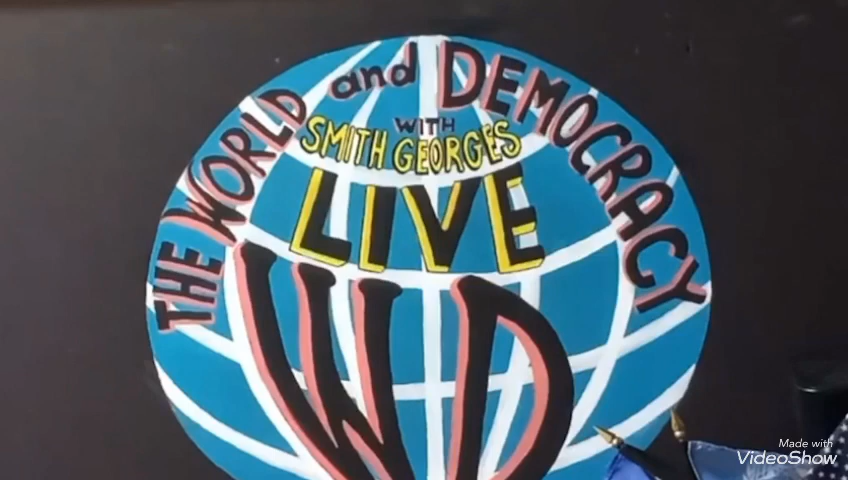 THE WORLD and DEMOCRACY
WITH
SMITH GEORGES
LIVE
WD
Made with
VideoShow